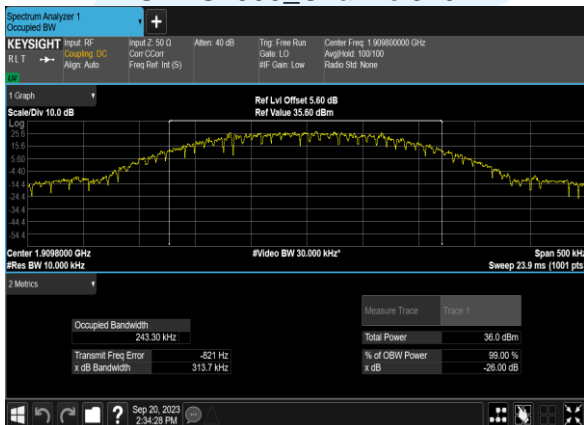 Spectrum Analyzer 1
Occupied BW
+
KEYSIGHT
R L T
Input: RF
Coupling: DC
Align: Auto
Input Z: 50 Ω
Corr CCorr
Freq Ref: Int (S)
Atten: 40 dB
Trig: Free Run
Gate: LO
#IF Gain: Low
Center Freq: 1.909800000 GHz
Avg|Hold: 100/100
Radio Std: None
1 Graph
Scale/Div 10.0 dB
Ref Lvl Offset 5.60 dB
Ref Value 35.60 dBm
Log
25.6
15.6
5.60
-4.40
-14.4
-24.4
-34.4
-44.4
-54.4
Center 1.9098000 GHz
#Video BW 30.000 kHz*
Span 500 kHz
#Res BW 10.000 kHz
Sweep 23.9 ms (1001 pts
2 Metrics
Measure Trace
Trace 1
Occupied Bandwidth
243.30 kHz
Total Power
36.0 dBm
Transmit Freq Error
-821 Hz
% of OBW Power
99.00 %
x dB Bandwidth
313.7 kHz
x dB
-26.00 dB
?
Sep 20, 2023
2:34:28 PM